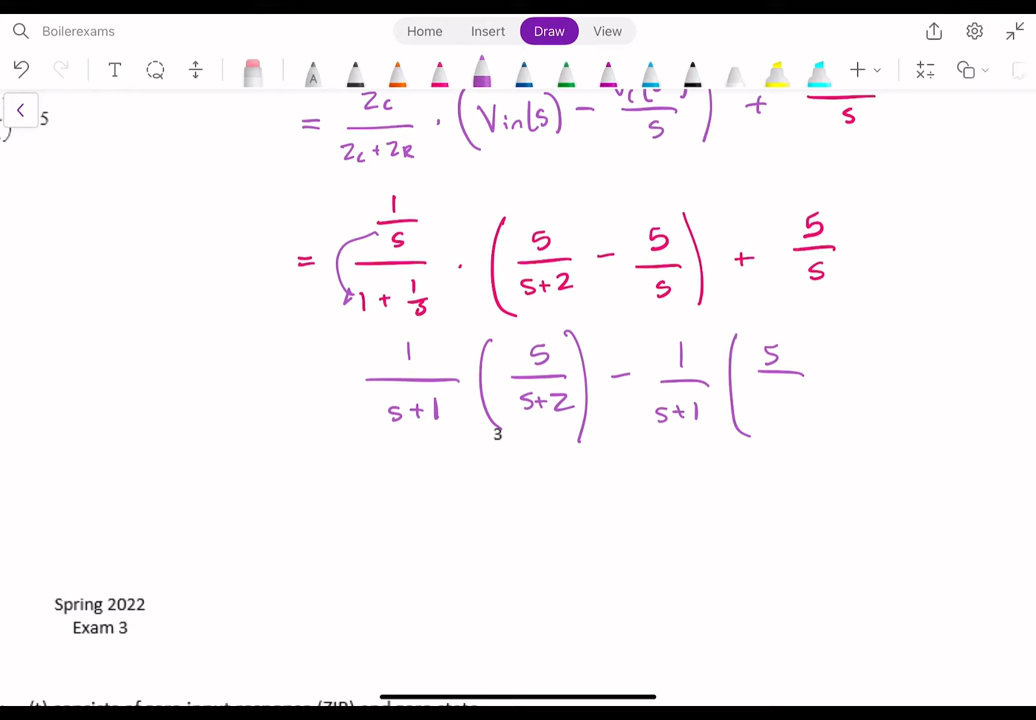 Boilerexams Home Insert Draw View
T A
5
= Zc / (Zc + ZR) · (Vin(s) − / s) + / s
= (1/s) / (1 + 1/s) · (5/(s+2) − 5/s) + 5/s
1/(s+1) (5/(s+2)) − 1/(s+1) (5
3
Spring 2022
Exam 3